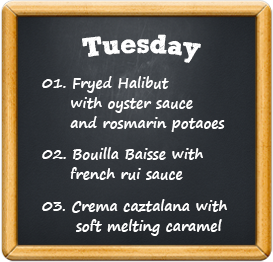 Tuesday
01. Fryed Halibut
with oyster sauce
and rosmarin potaoes
02. Bouilla Baisse with
french rui sauce
03. Crema caztalana with
soft melting caramel